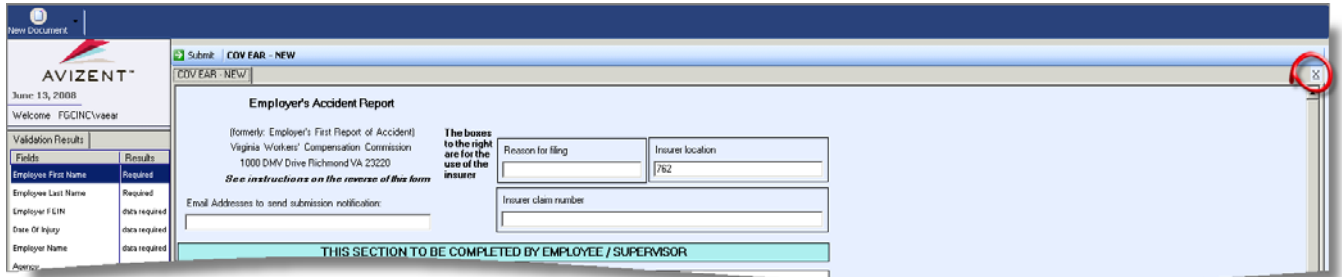 New Document
AVIZENT
June 13, 2008
Welcome FGCINC\vaear
Validation Results
Fields Results
Employee First Name Required
Employee Last Name Required
Employer FEIN data required
Date Of Injury data required
Employer Name data required
Agency
Submit COV EAR - NEW
COV EAR - NEW
Employer's Accident Report
(formerly: Employer's First Report of Accident)
Virginia Workers' Compensation Commission
1000 DMV Drive Richmond VA 23220
See instructions on the reverse of this form
The boxes
to the right
are for the
use of the
insurer
Reason for filing
Insurer location
762
Email Addresses to send submission notification:
Insurer claim number
THIS SECTION TO BE COMPLETED BY EMPLOYEE / SUPERVISOR